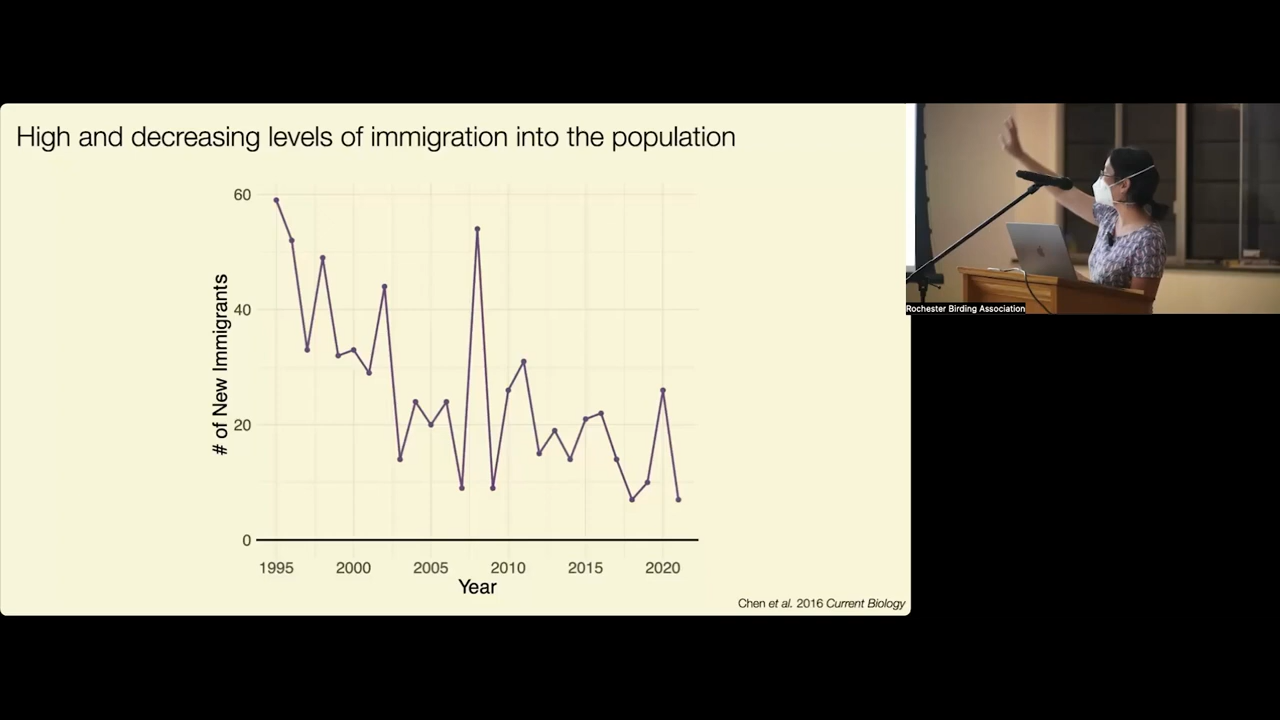 High and decreasing levels of immigration into the population
60
40
20
0
# of New Immigrants
1995 2000 2005 2010 2015 2020
Year
Chen et al. 2016 Current Biology
Rochester Birding Association